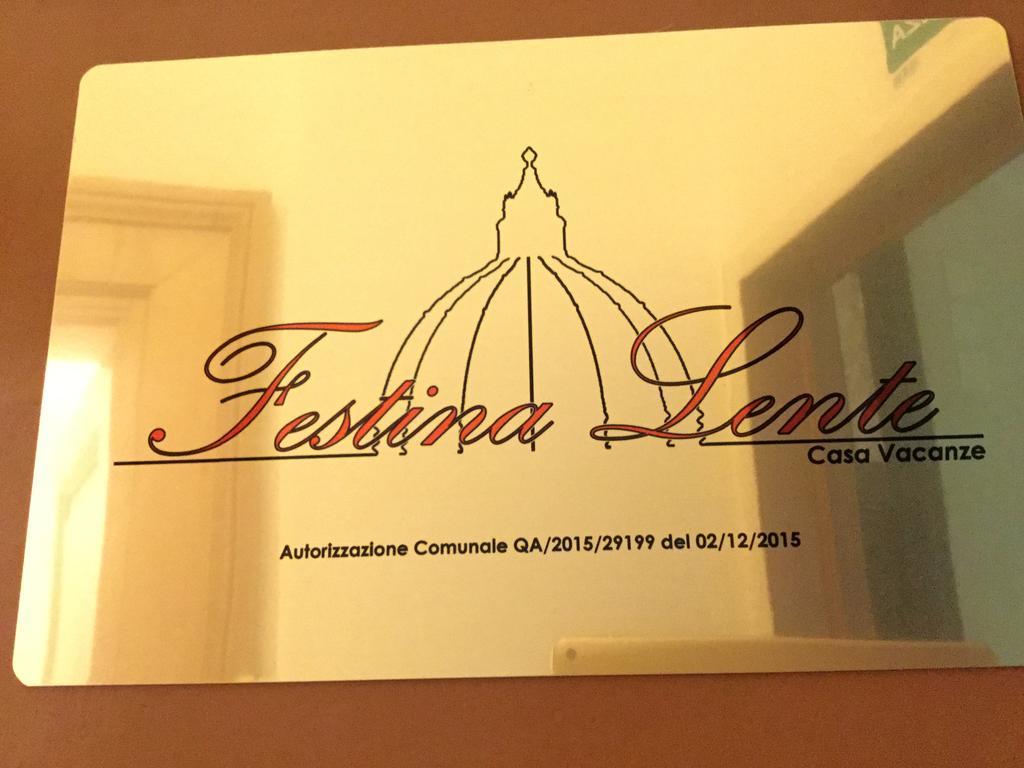 Festina Lente
Casa Vacanze
Autorizzazione Comunale QA/2015/29199 del 02/12/2015